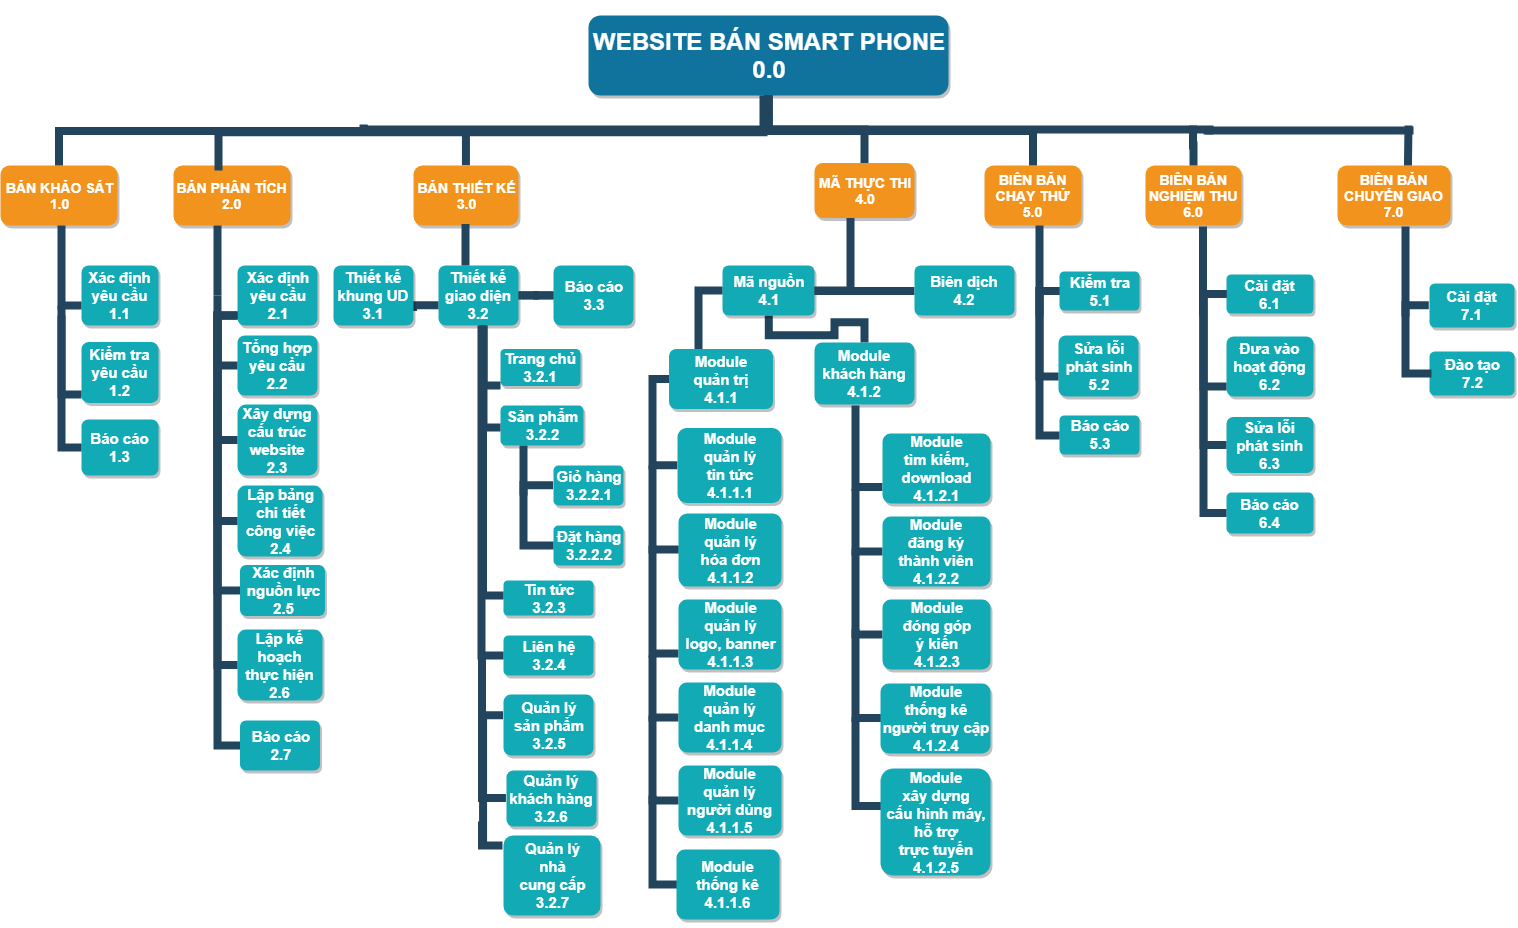 WEBSITE BÁN SMART PHONE
0.0
BẢN KHẢO SÁT
1.0
Xác định
yêu cầu
1.1
Kiểm tra
yêu cầu
1.2
Báo cáo
1.3
BẢN PHÂN TÍCH
2.0
Xác định
yêu cầu
2.1
Tổng hợp
yêu cầu
2.2
Xây dựng
cấu trúc
website
2.3
Lập bảng
chi tiết
công việc
2.4
Xác định
nguồn lực
2.5
Lập kế
hoạch
thực hiện
2.6
Báo cáo
2.7
BẢN THIẾT KẾ
3.0
Thiết kế
khung UD
3.1
Thiết kế
giao diện
3.2
Báo cáo
3.3
Trang chủ
3.2.1
Sản phẩm
3.2.2
Giỏ hàng
3.2.2.1
Đặt hàng
3.2.2.2
Tin tức
3.2.3
Liên hệ
3.2.4
Quản lý
sản phẩm
3.2.5
Quản lý
khách hàng
3.2.6
Quản lý
nhà
cung cấp
3.2.7
MÃ THỰC THI
4.0
Mã nguồn
4.1
Biên dịch
4.2
Module
quản trị
4.1.1
Module
quản lý
tin tức
4.1.1.1
Module
quản lý
hóa đơn
4.1.1.2
Module
quản lý
logo, banner
4.1.1.3
Module
quản lý
danh mục
4.1.1.4
Module
quản lý
người dùng
4.1.1.5
Module
thống kê
4.1.1.6
Module
khách hàng
4.1.2
Module
tìm kiếm,
download
4.1.2.1
Module
đăng ký
thành viên
4.1.2.2
Module
đóng góp
ý kiến
4.1.2.3
Module
thống kê
người truy cập
4.1.2.4
Module
xây dựng
cấu hình máy,
hỗ trợ
trực tuyến
4.1.2.5
BIÊN BẢN
CHẠY THỬ
5.0
Kiểm tra
5.1
Sửa lỗi
phát sinh
5.2
Báo cáo
5.3
BIÊN BẢN
NGHIỆM THU
6.0
Cài đặt
6.1
Đưa vào
hoạt động
6.2
Sửa lỗi
phát sinh
6.3
Báo cáo
6.4
BIÊN BẢN
CHUYỂN GIAO
7.0
Cài đặt
7.1
Đào tạo
7.2